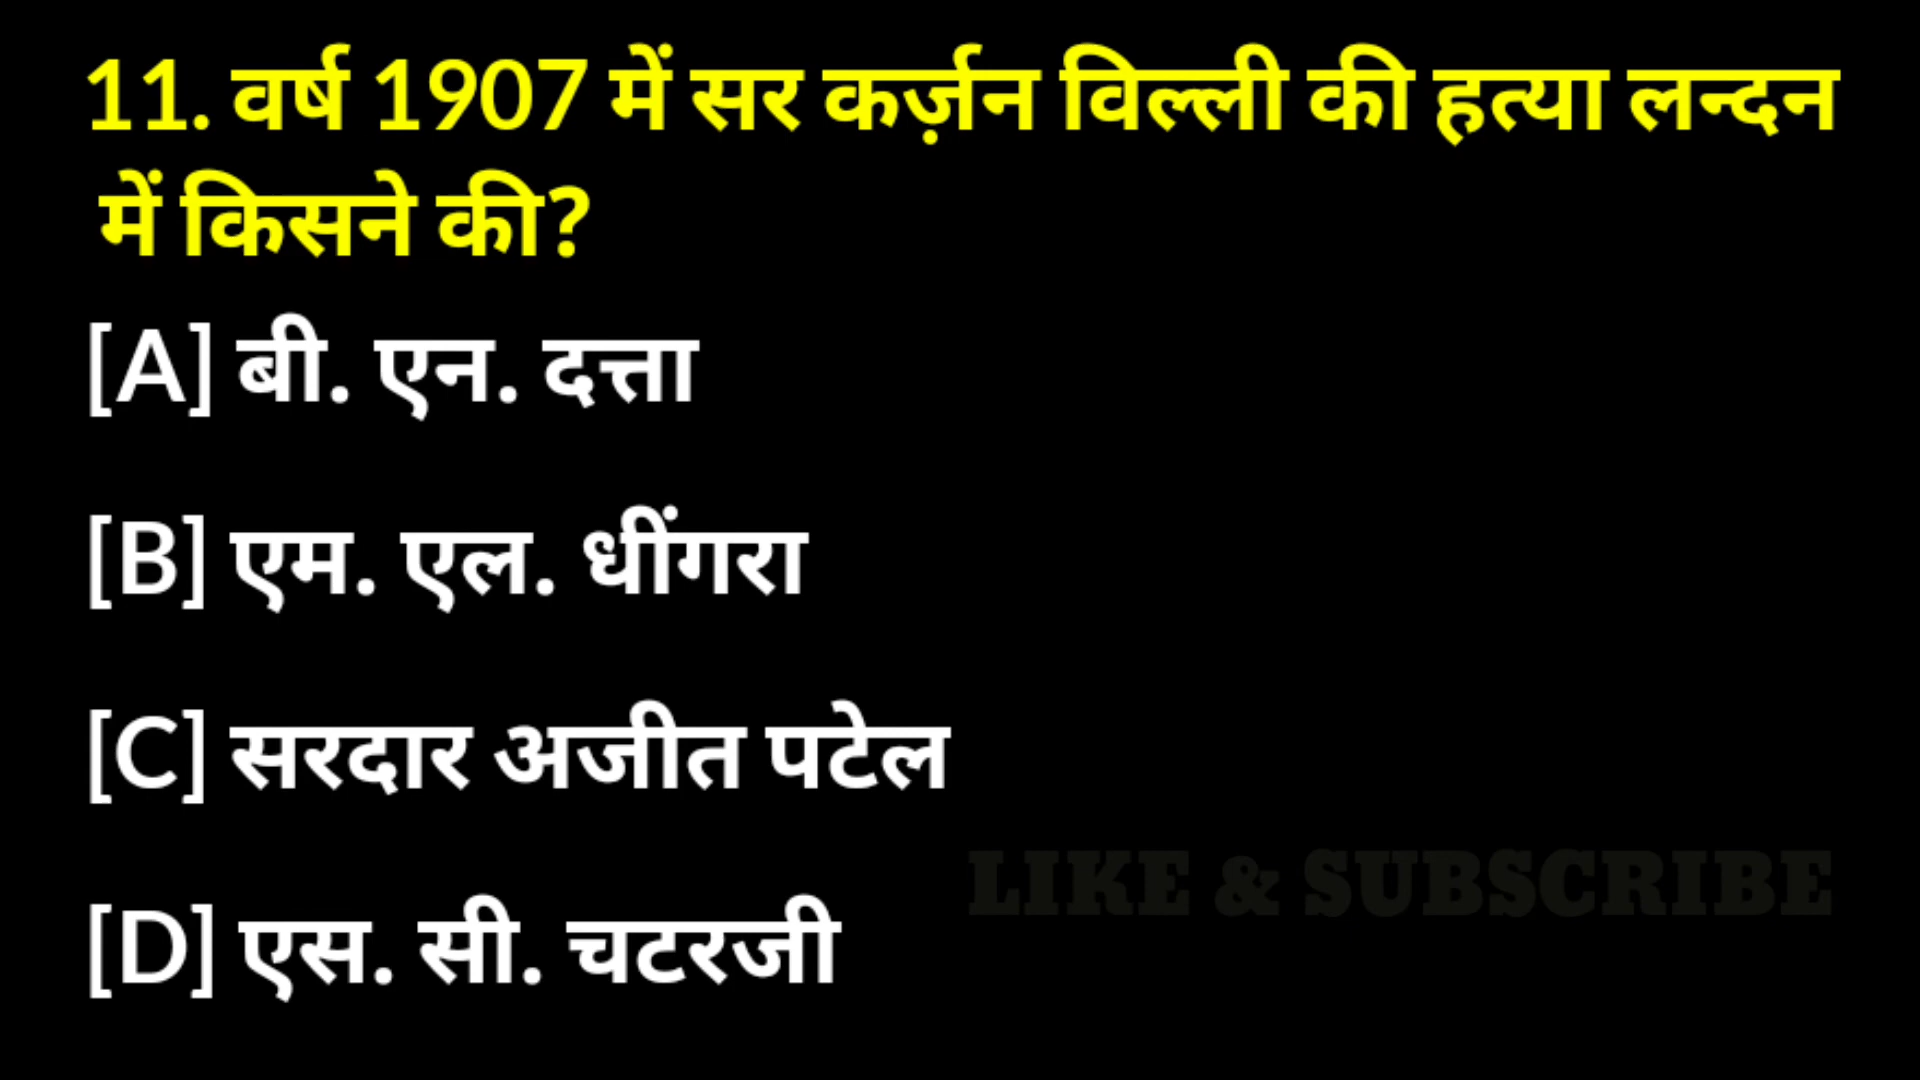 11. वर्ष 1907 में सर कर्ज़न विल्ली की हत्या लन्दन
में किसने की?
[A] बी. एन. दत्ता
[B] एम. एल. धींगरा
[C] सरदार अजीत पटेल
LIKE & SUBSCRIBE
[D] एस. सी. चटरजी